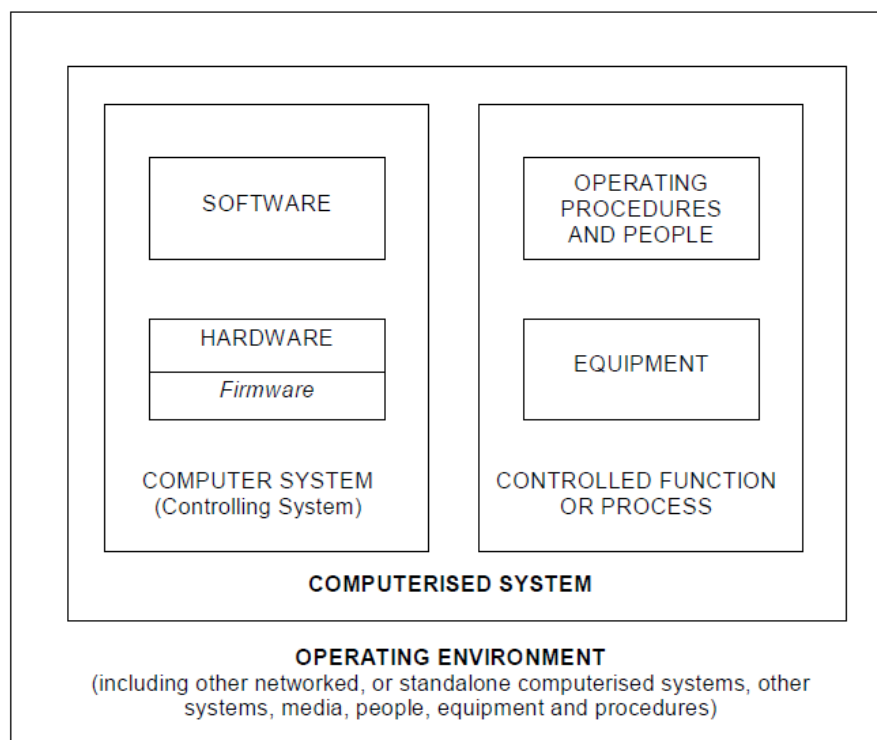 SOFTWARE
HARDWARE
Firmware
COMPUTER SYSTEM
(Controlling System)
OPERATING
PROCEDURES
AND PEOPLE
EQUIPMENT
CONTROLLED FUNCTION
OR PROCESS
COMPUTERISED SYSTEM
OPERATING ENVIRONMENT
(including other networked, or standalone computerised systems, other
systems, media, people, equipment and procedures)